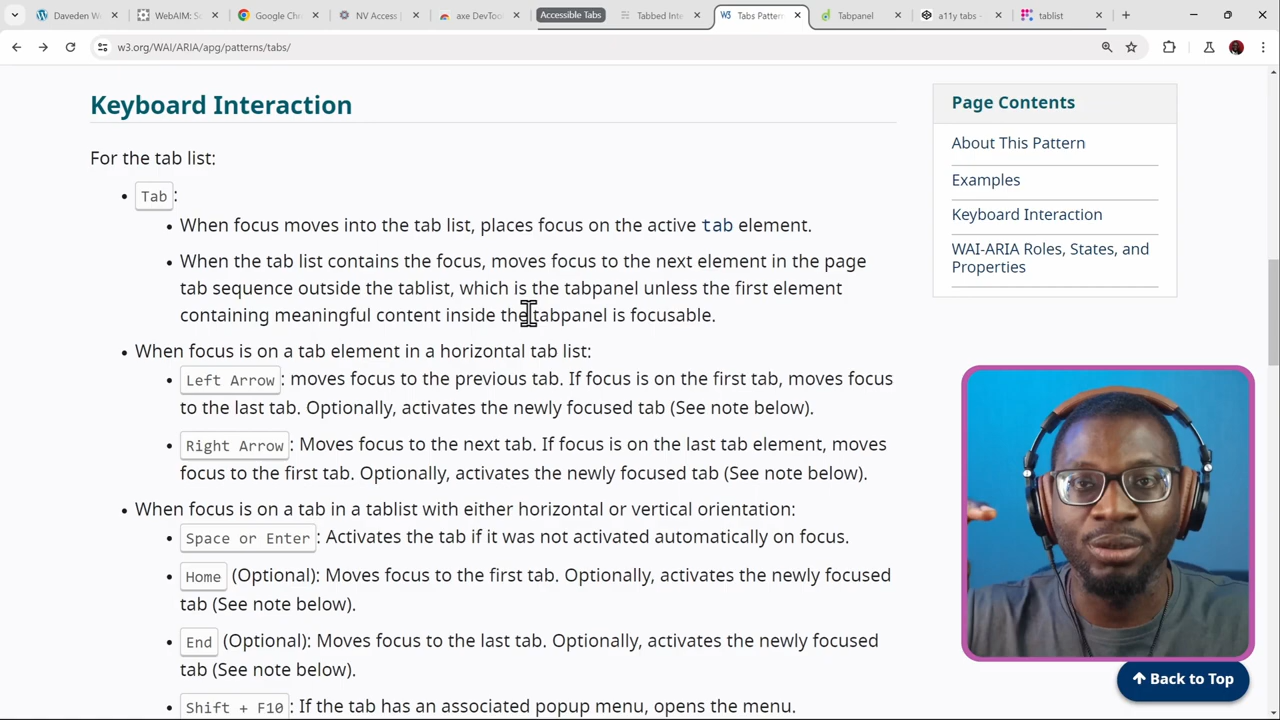 Daveden W
WebAIM: S
Google Chr
NV Access |
axe DevToo
Accessible Tabs
Tabbed Inte
Tabs Patter
Tabpanel
a11y tabs -
tablist
w3.org/WAI/ARIA/apg/patterns/tabs/
Keyboard Interaction
For the tab list:
• Tab:
• When focus moves into the tab list, places focus on the active tab element.
• When the tab list contains the focus, moves focus to the next element in the page
tab sequence outside the tablist, which is the tabpanel unless the first element
containing meaningful content inside the tabpanel is focusable.
• When focus is on a tab element in a horizontal tab list:
• Left Arrow: moves focus to the previous tab. If focus is on the first tab, moves focus
to the last tab. Optionally, activates the newly focused tab (See note below).
• Right Arrow: Moves focus to the next tab. If focus is on the last tab element, moves
focus to the first tab. Optionally, activates the newly focused tab (See note below).
• When focus is on a tab in a tablist with either horizontal or vertical orientation:
• Space or Enter: Activates the tab if it was not activated automatically on focus.
• Home (Optional): Moves focus to the first tab. Optionally, activates the newly focused
tab (See note below).
• End (Optional): Moves focus to the last tab. Optionally, activates the newly focused
tab (See note below).
• Shift + F10: If the tab has an associated popup menu, opens the menu.
Page Contents
About This Pattern
Examples
Keyboard Interaction
WAI-ARIA Roles, States, and
Properties
Back to Top